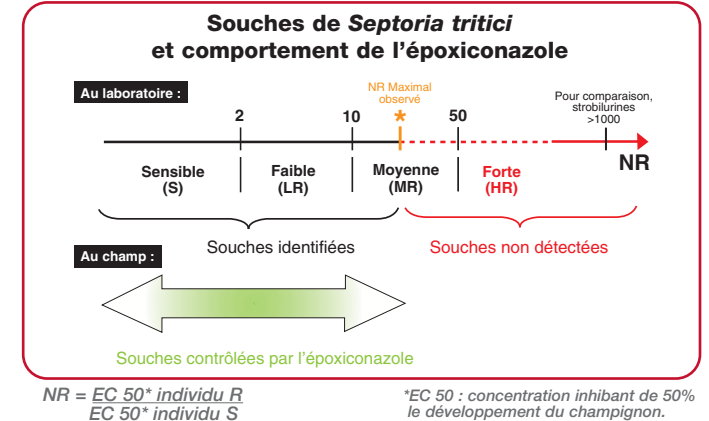 Souches de Septoria tritici
et comportement de l'époxiconazole
Au laboratoire :
NR Maximal
observé
Pour comparaison,
strobilurines
>1000
2
10
*
50
NR
Sensible
(S)
Faible
(LR)
Moyenne
(MR)
Forte
(HR)
Souches identifiées
Souches non détectées
Au champ :
Souches contrôlées par l'époxiconazole
NR = EC 50* individu R
EC 50* individu S
*EC 50 : concentration inhibant de 50%
le développement du champignon.